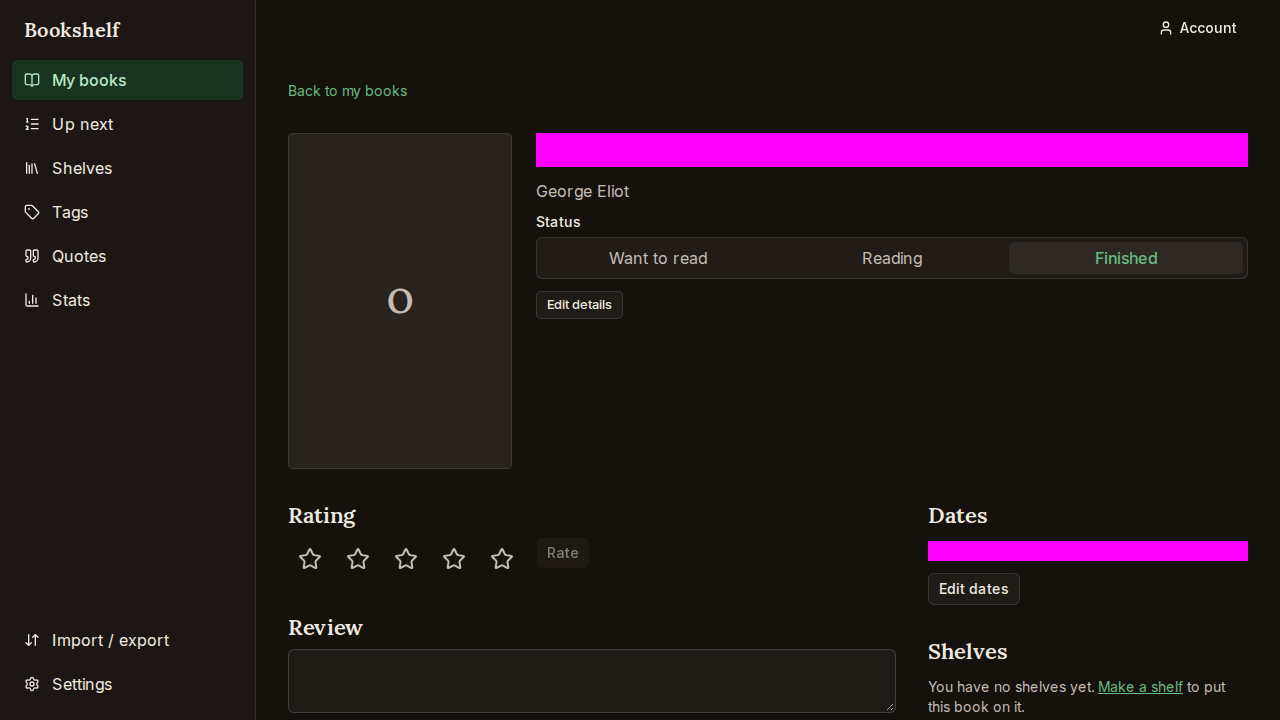 Bookshelf
My books
Up next
Shelves
Tags
Quotes
Stats
Import / export
Settings
Account
Back to my books
O
George Eliot
Status
Want to read
Reading
Finished
Edit details
Rating
Rate
Review
Dates
Edit dates
Shelves
You have no shelves yet. Make a shelf to put
this book on it.